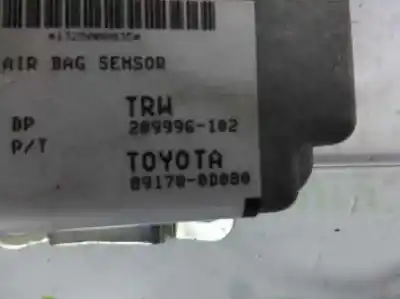 AIR BAG SENSOR
TRW
BP 209996-102
P/T
TOYOTA
89170-0D080